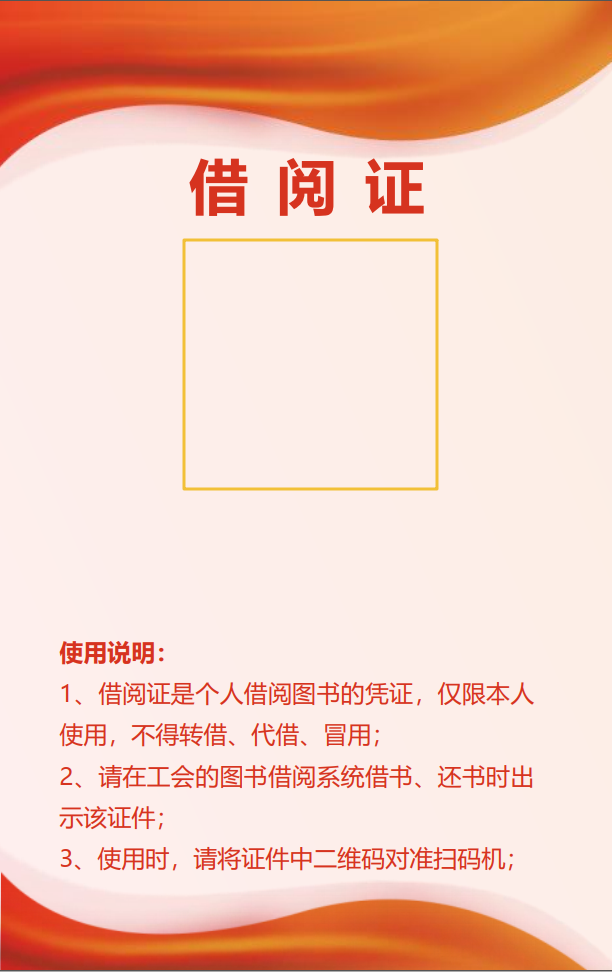 借阅证
使用说明：
1、借阅证是个人借阅图书的凭证，仅限本人
使用，不得转借、代借、冒用；
2、请在工会的图书借阅系统借书、还书时出
示该证件；
3、使用时，请将证件中二维码对准扫码机；